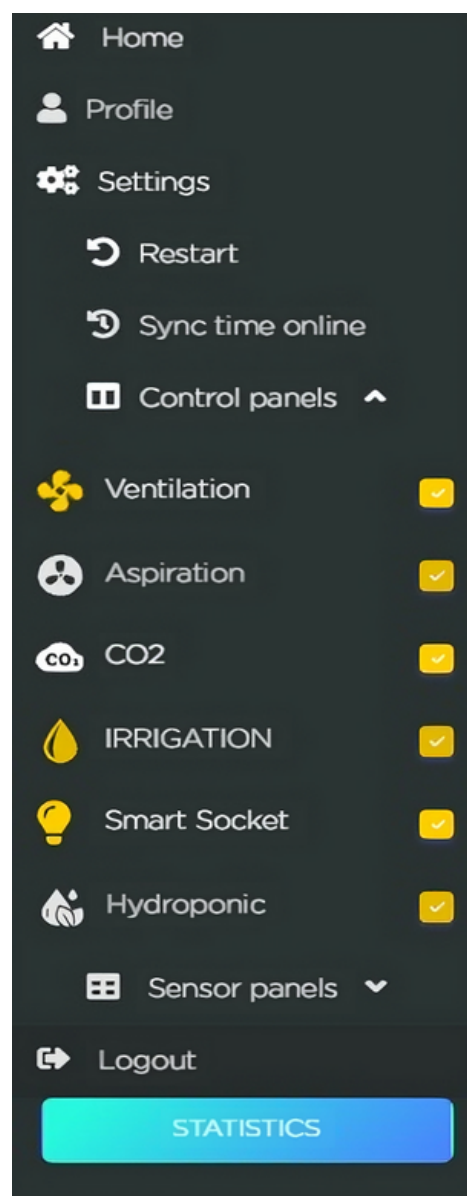 Home
Profile
Settings
Restart
Sync time online
Control panels
Ventilation
Aspiration
CO₂ CO2
IRRIGATION
Smart Socket
Hydroponic
Sensor panels
Logout
STATISTICS